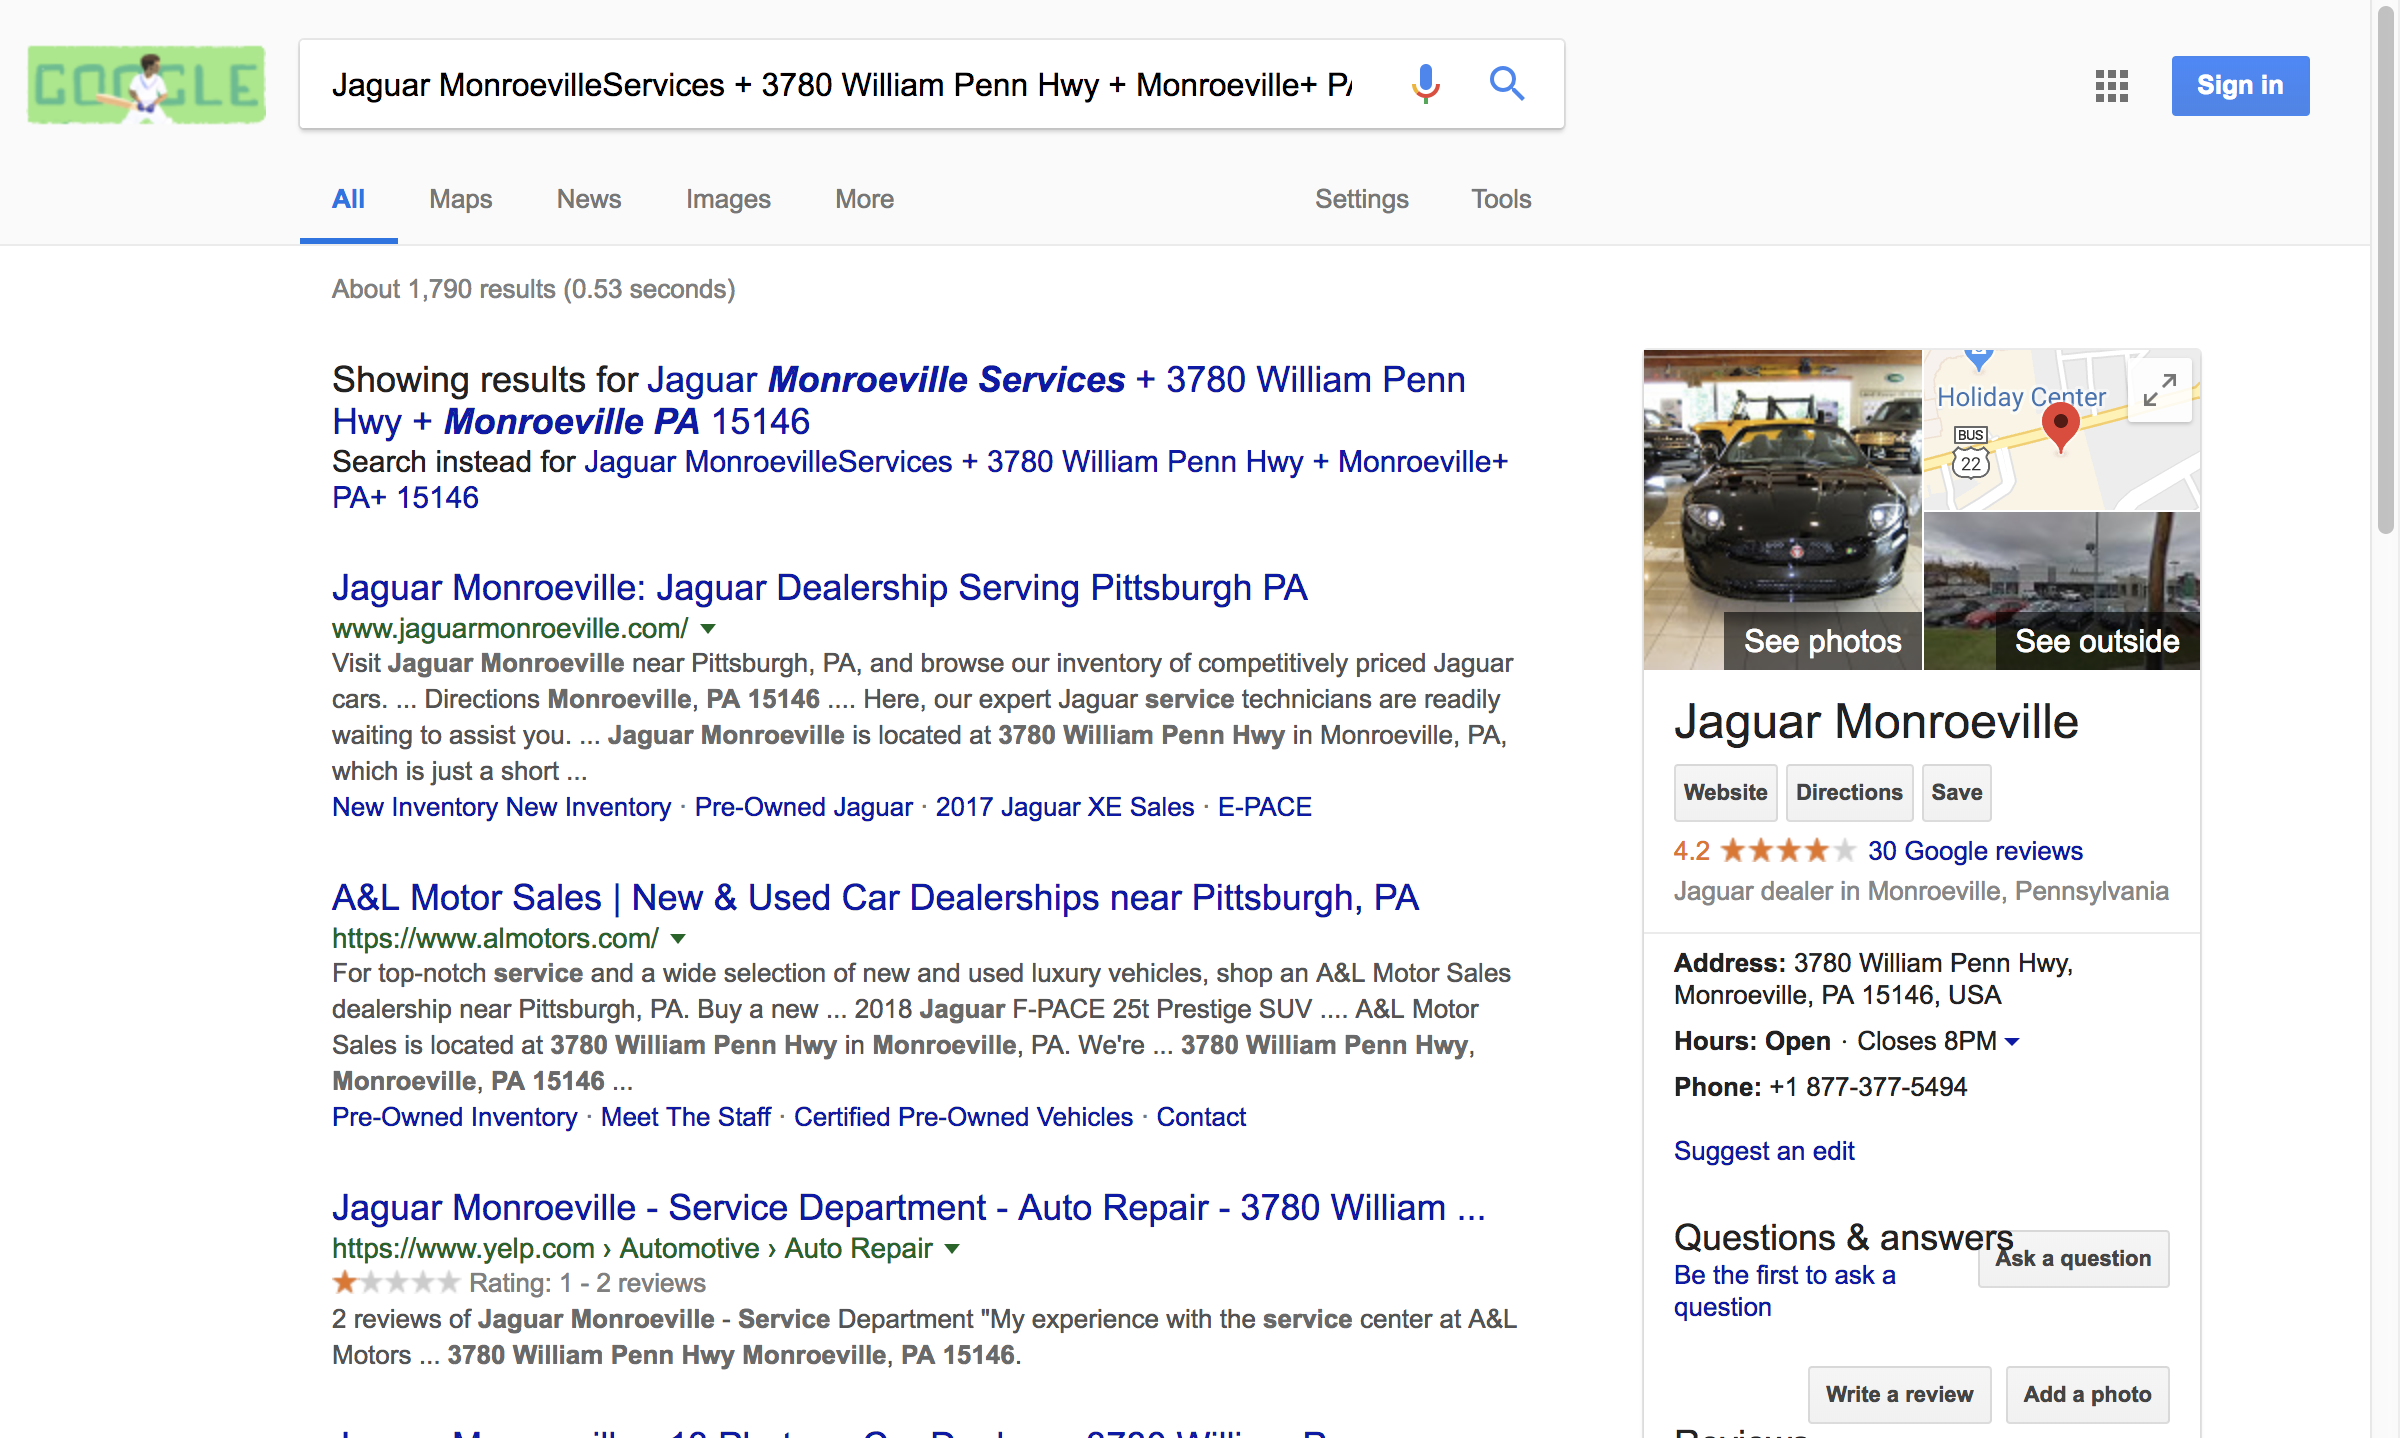 GOOGLE
Jaguar MonroevilleServices + 3780 William Penn Hwy + Monroeville+ PA
Sign in
All Maps News Images More Settings Tools
About 1,790 results (0.53 seconds)
Showing results for Jaguar Monroeville Services + 3780 William Penn
Hwy + Monroeville PA 15146
Search instead for Jaguar MonroevilleServices + 3780 William Penn Hwy + Monroeville+
PA+ 15146
Jaguar Monroeville: Jaguar Dealership Serving Pittsburgh PA
www.jaguarmonroeville.com/
Visit Jaguar Monroeville near Pittsburgh, PA, and browse our inventory of competitively priced Jaguar
cars. ... Directions Monroeville, PA 15146 .... Here, our expert Jaguar service technicians are readily
waiting to assist you. ... Jaguar Monroeville is located at 3780 William Penn Hwy in Monroeville, PA,
which is just a short ...
New Inventory New Inventory · Pre-Owned Jaguar · 2017 Jaguar XE Sales · E-PACE
A&L Motor Sales | New & Used Car Dealerships near Pittsburgh, PA
https://www.almotors.com/
For top-notch service and a wide selection of new and used luxury vehicles, shop an A&L Motor Sales
dealership near Pittsburgh, PA. Buy a new ... 2018 Jaguar F-PACE 25t Prestige SUV .... A&L Motor
Sales is located at 3780 William Penn Hwy in Monroeville, PA. We're ... 3780 William Penn Hwy,
Monroeville, PA 15146 ...
Pre-Owned Inventory · Meet The Staff · Certified Pre-Owned Vehicles · Contact
Jaguar Monroeville - Service Department - Auto Repair - 3780 William ...
https://www.yelp.com › Automotive › Auto Repair
Rating: 1 - 2 reviews
2 reviews of Jaguar Monroeville - Service Department "My experience with the service center at A&L
Motors ... 3780 William Penn Hwy Monroeville, PA 15146.
Holiday Center
BUS
22
See photos
See outside
Jaguar Monroeville
Website Directions Save
4.2 30 Google reviews
Jaguar dealer in Monroeville, Pennsylvania
Address: 3780 William Penn Hwy,
Monroeville, PA 15146, USA
Hours: Open · Closes 8PM
Phone: +1 877-377-5494
Suggest an edit
Questions & answers
Ask a question
Be the first to ask a
question
Write a review Add a photo